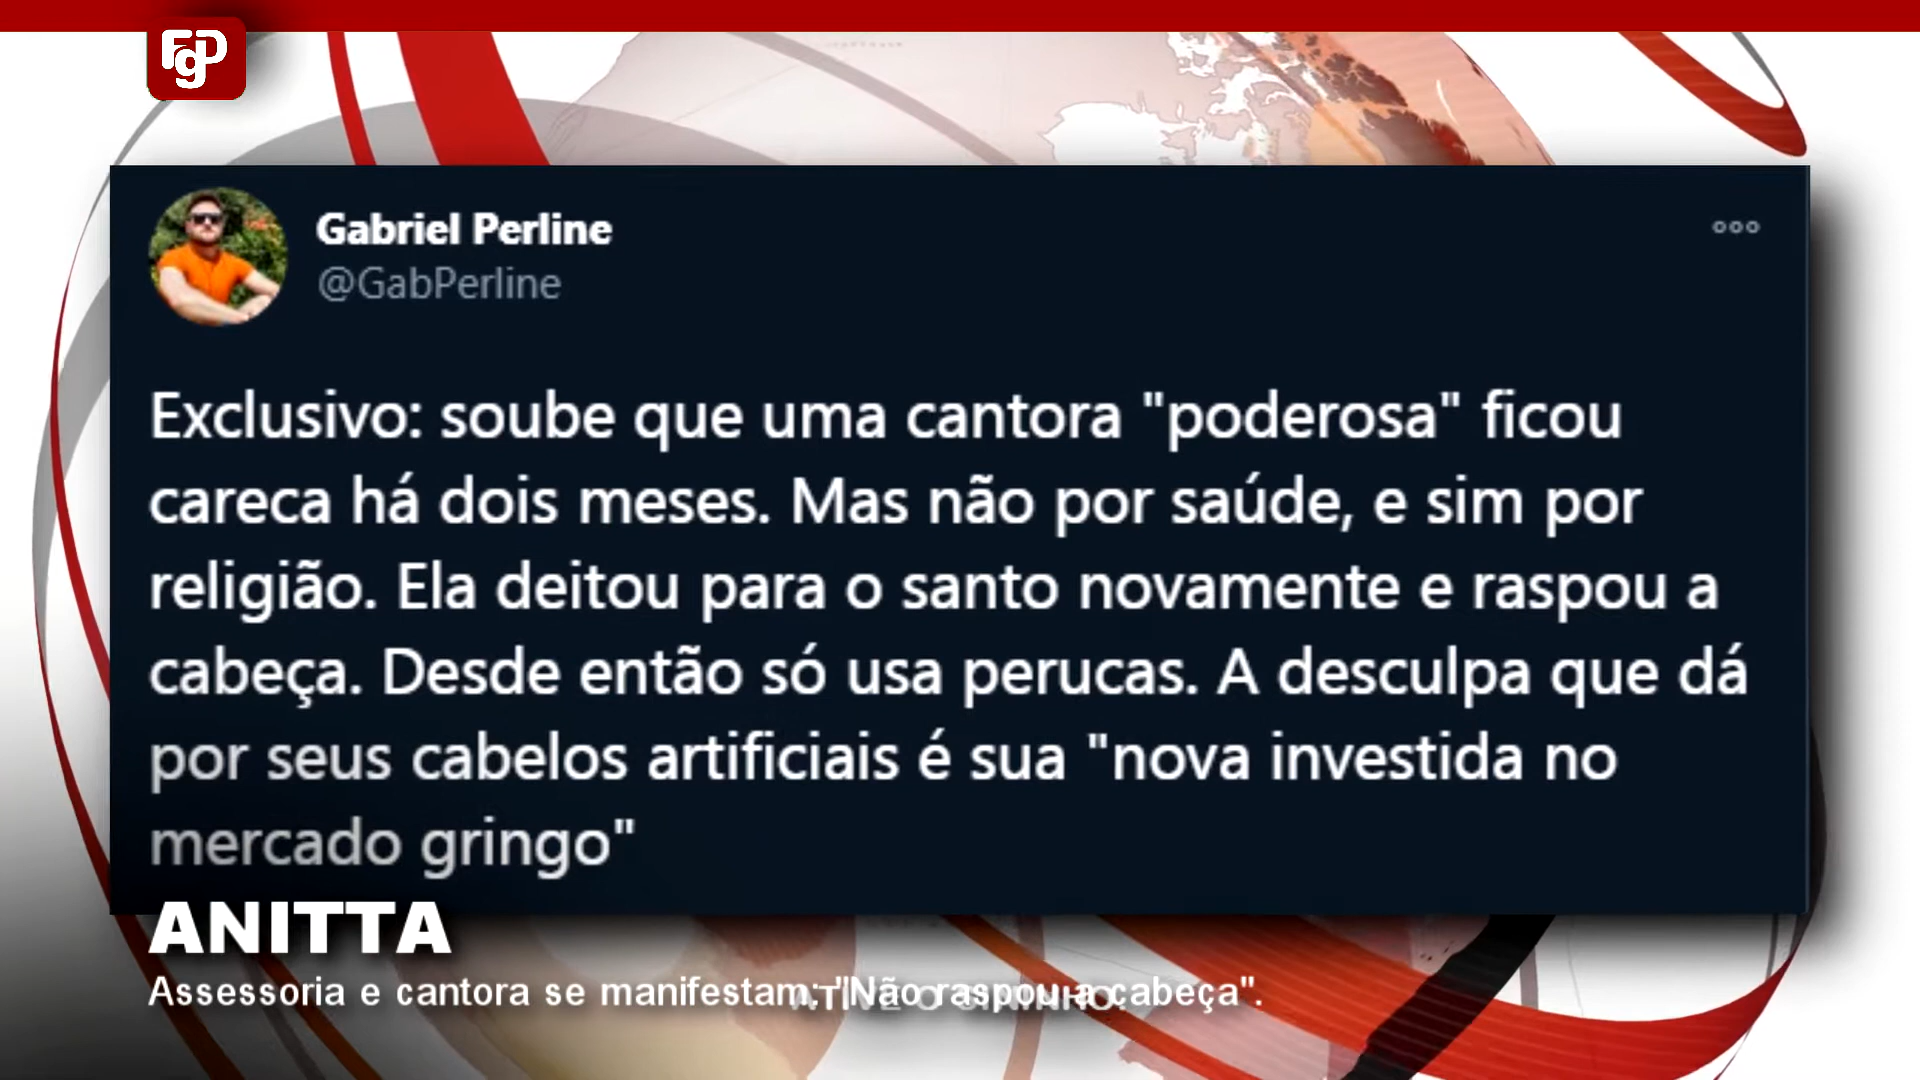 FgP
Gabriel Perline
@GabPerline
Exclusivo: soube que uma cantora "poderosa" ficou
careca há dois meses. Mas não por saúde, e sim por
religião. Ela deitou para o santo novamente e raspou a
cabeça. Desde então só usa perucas. A desculpa que dá
por seus cabelos artificiais é sua "nova investida no
mercado gringo"
ANITTA
Assessoria e cantora se manifestam: "Não raspou a cabeça".